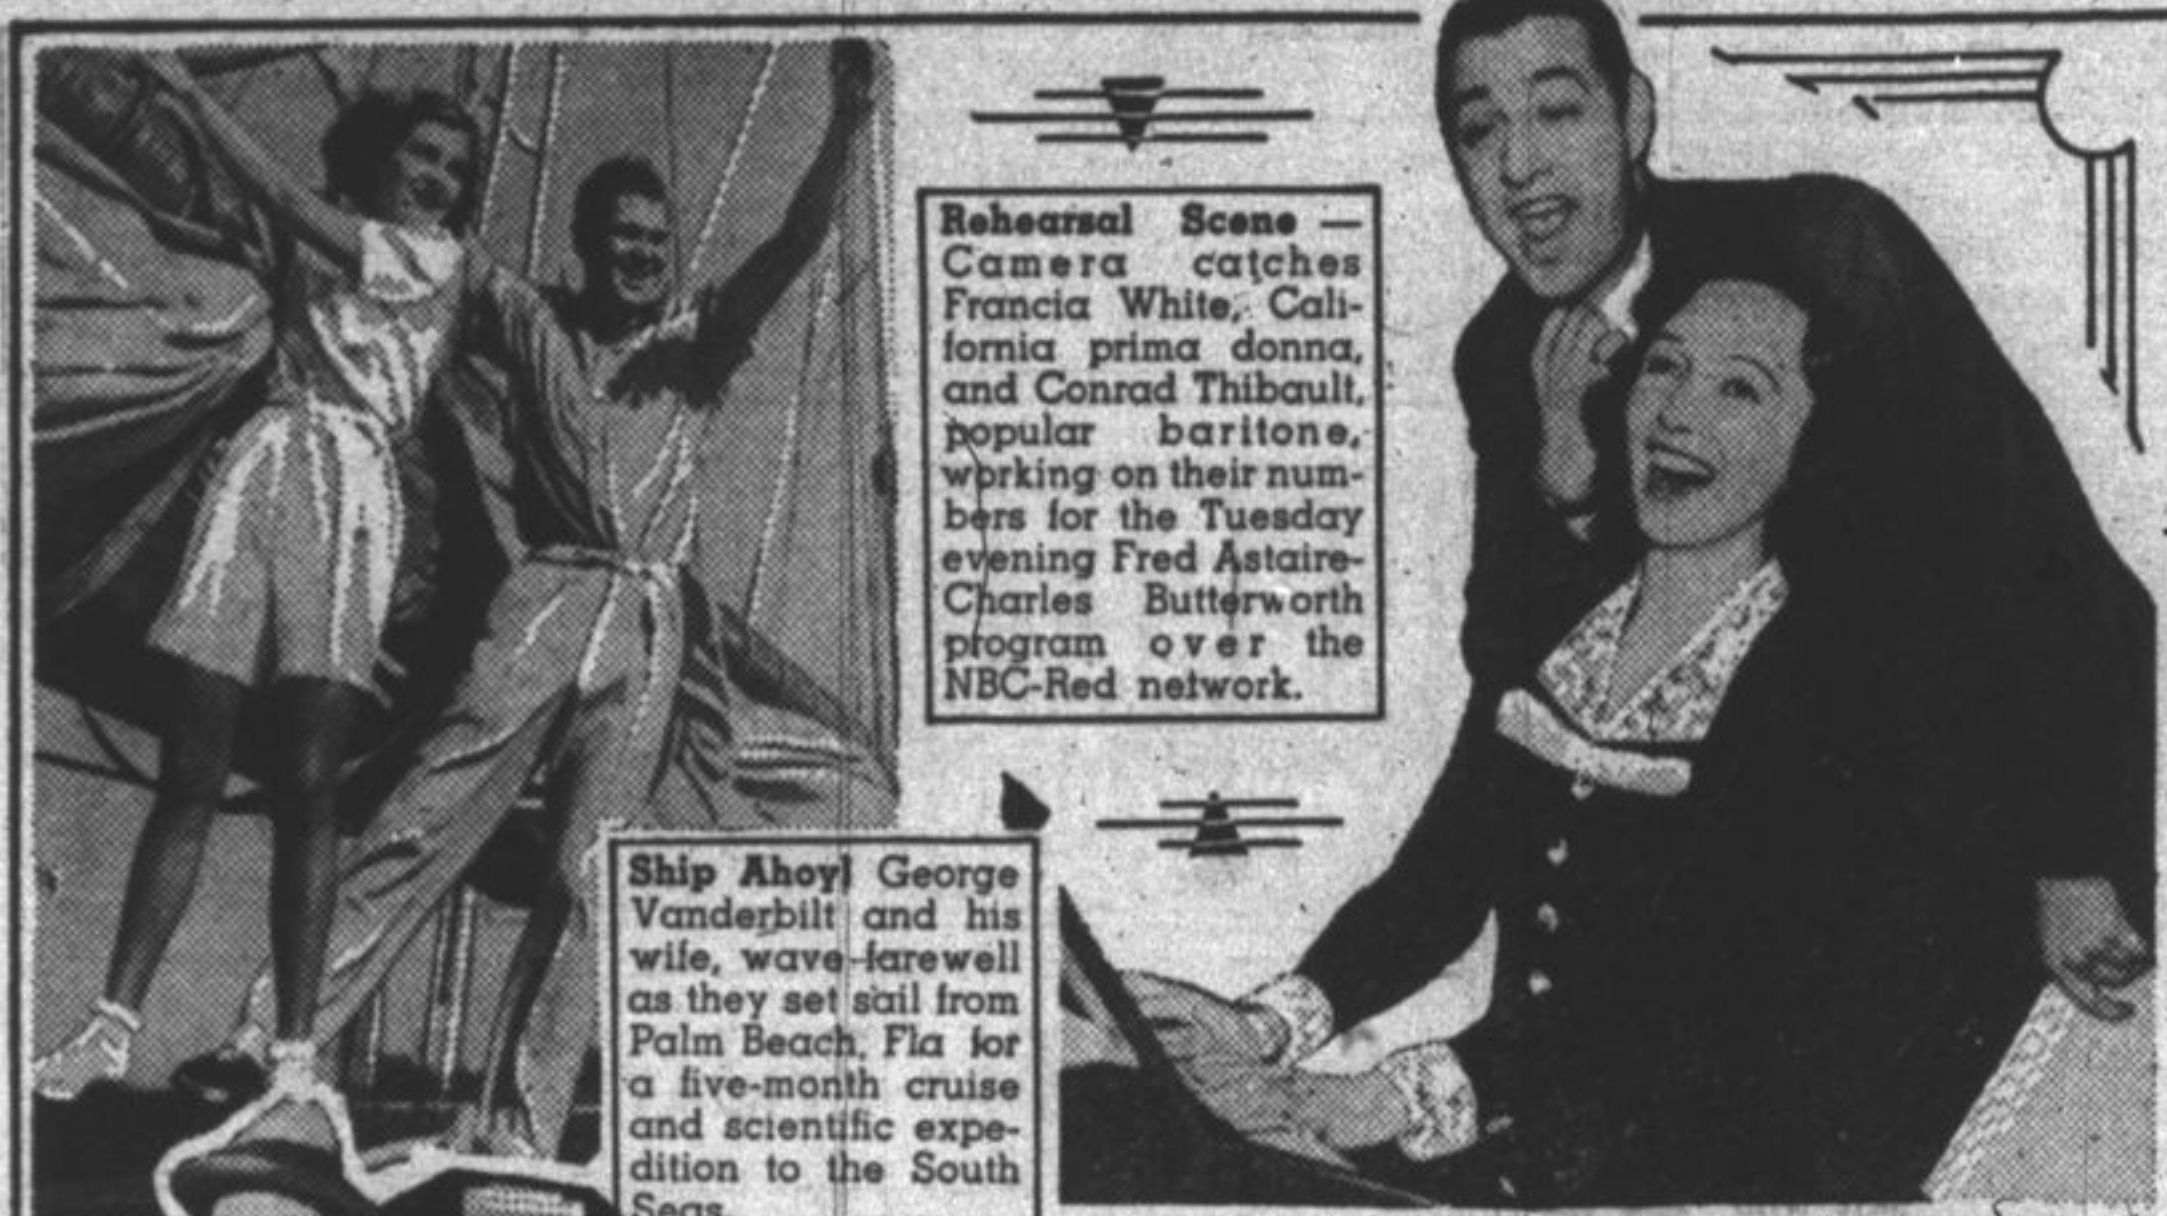 Rehearsal Scene —
Camera catches
Francia White, Cali-
fornia prima donna,
and Conrad Thibault,
popular baritone,
working on their num-
bers for the Tuesday
evening Fred Astaire-
Charles Butterworth
program over the
NBC-Red network.
Ship Ahoy! George
Vanderbilt and his
wife, wave farewell
as they set sail from
Palm Beach, Fla for
a five-month cruise
and scientific expe-
dition to the South
Seas.